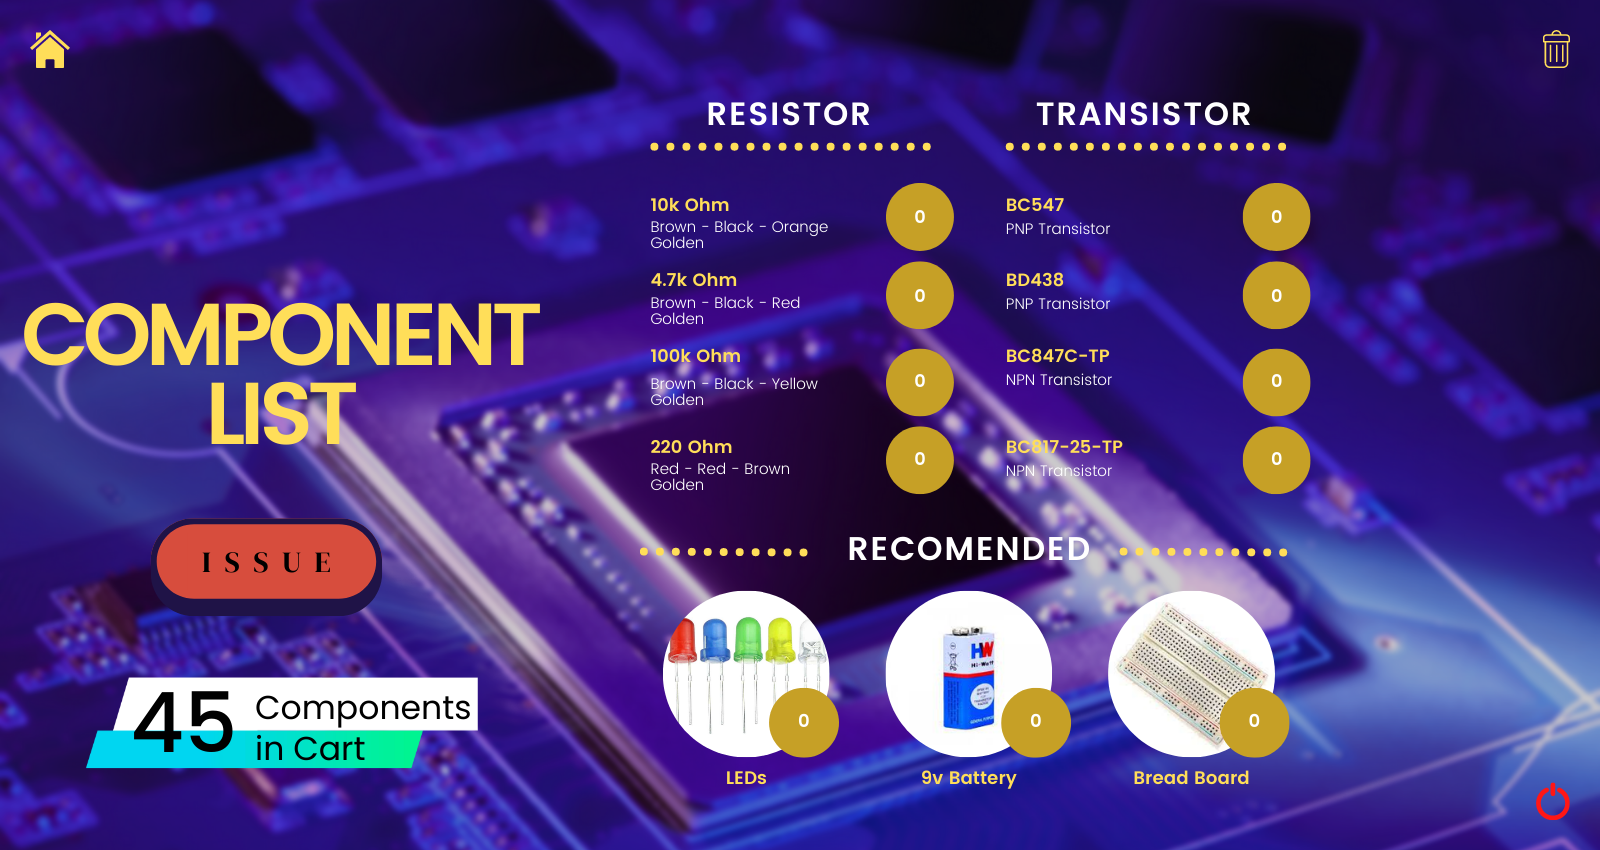 COMPONENT
LIST
ISSUE
45 Components
in Cart
RESISTOR
10k Ohm
Brown - Black - Orange
Golden
0
4.7k Ohm
Brown - Black - Red
Golden
0
100k Ohm
Brown - Black - Yellow
Golden
0
220 Ohm
Red - Red - Brown
Golden
0
TRANSISTOR
BC547
PNP Transistor
0
BD438
PNP Transistor
0
BC847C-TP
NPN Transistor
0
BC817-25-TP
NPN Transistor
0
RECOMENDED
0
LEDs
HW
Hi-Watt
0
9v Battery
0
Bread Board